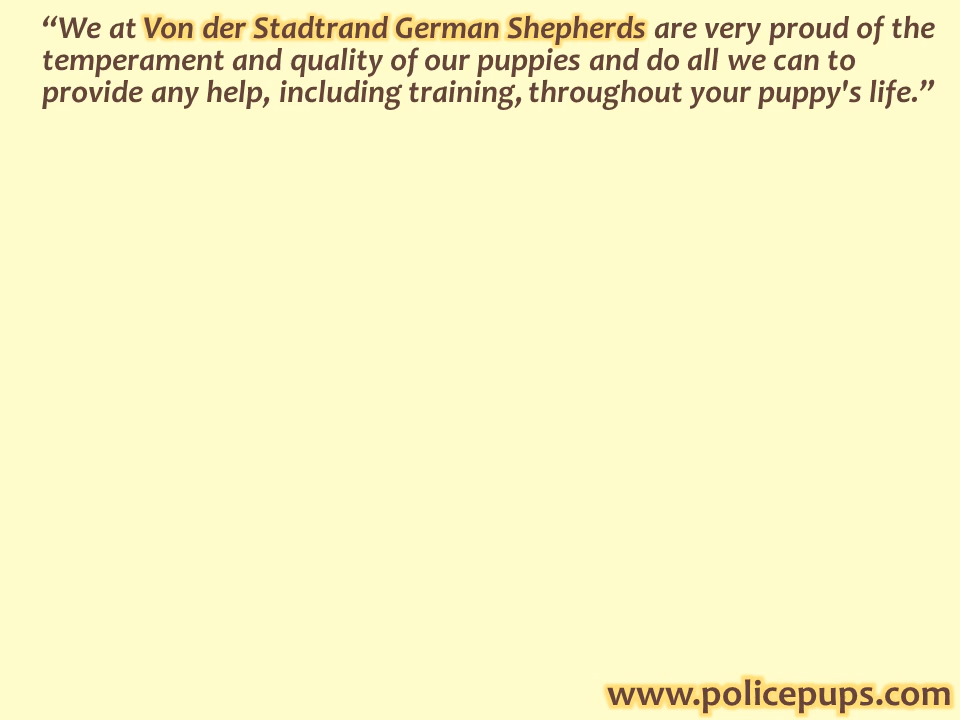 “We at Von der Stadtrand German Shepherds are very proud of the
temperament and quality of our puppies and do all we can to
provide any help, including training, throughout your puppy's life.”
www.policepups.com